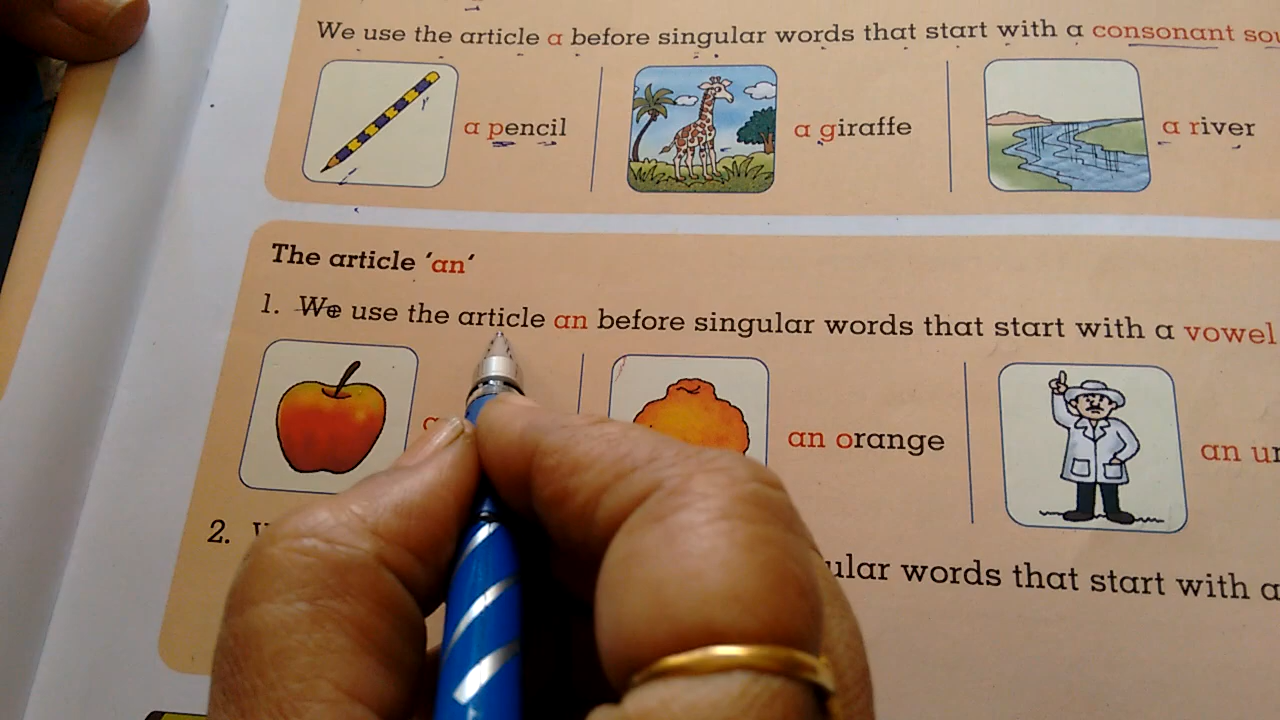 We use the article a before singular words that start with a consonant
a pencil
a giraffe
a river
The article 'an'
1. We use the article an before singular words that start with a vowel
an orange
an
2.
words that start with a